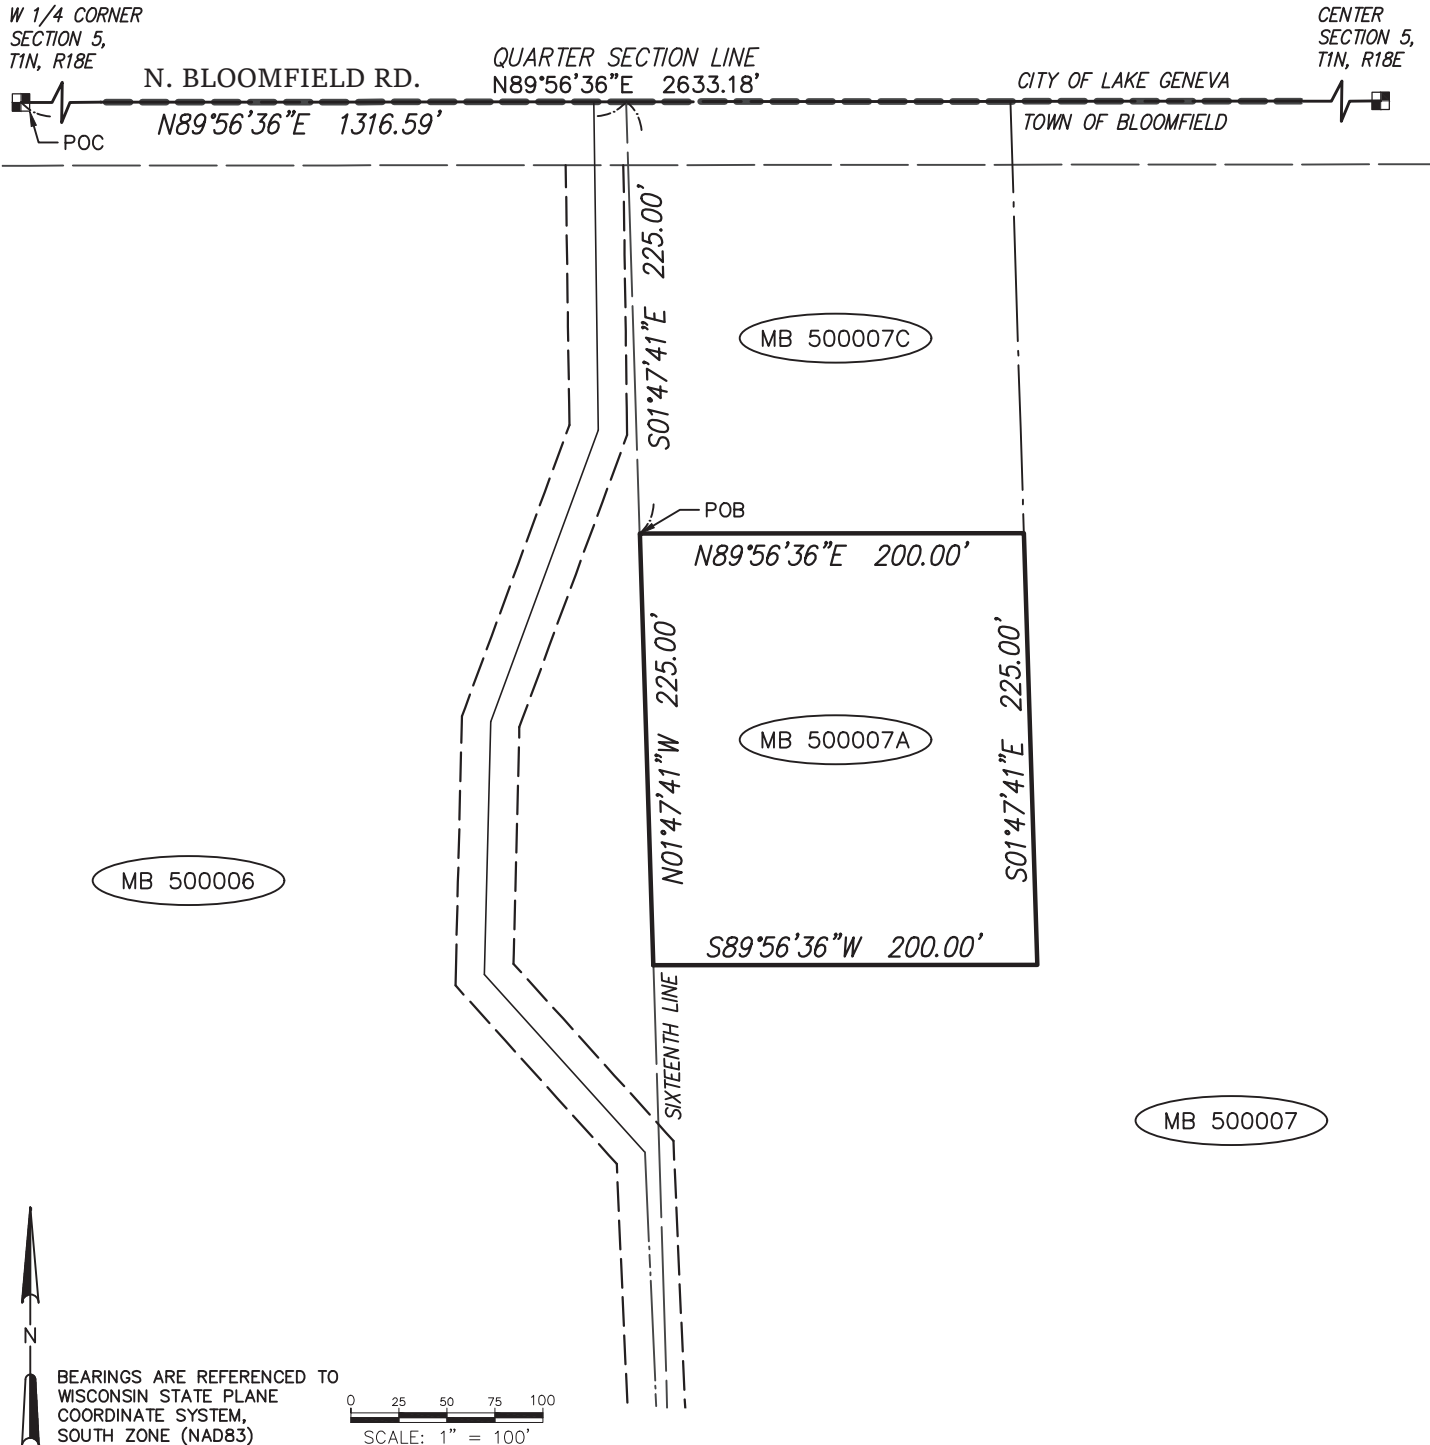 W 1/4 CORNER
SECTION 5,
T1N, R18E
CENTER
SECTION 5,
T1N, R18E
N. BLOOMFIELD RD.
QUARTER SECTION LINE
N89°56'36"E 2633.18'
CITY OF LAKE GENEVA
N89°56'36"E 1316.59'
TOWN OF BLOOMFIELD
POC
S01°47'41"E 225.00'
MB 500007C
POB
N89°56'36"E 200.00'
N01°47'41"W 225.00'
S01°47'41"E 225.00'
MB 500007A
MB 500006
S89°56'36"W 200.00'
SIXTEENTH LINE
MB 500007
N
BEARINGS ARE REFERENCED TO
WISCONSIN STATE PLANE
COORDINATE SYSTEM,
SOUTH ZONE (NAD83)
0 25 50 75 100
SCALE: 1" = 100'